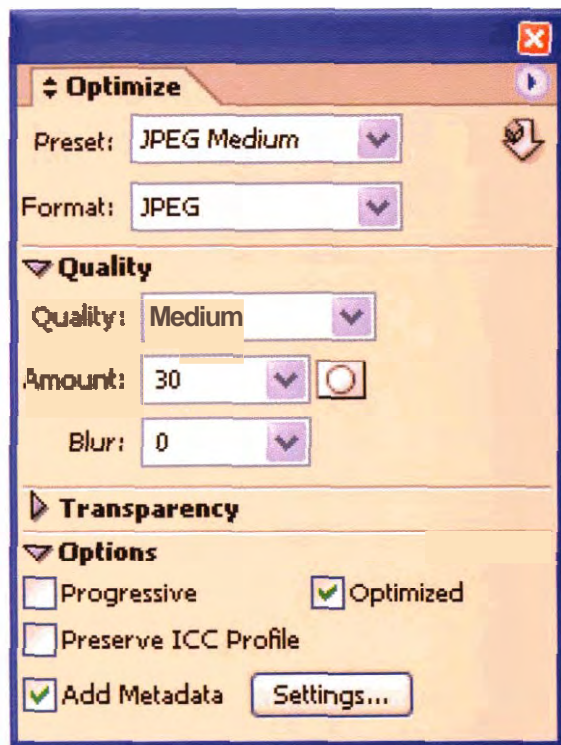 Optimize
Preset: JPEG Medium
Format: JPEG
Quality
Quality: Medium
Amount: 30
Blur: 0
Transparency
Options
Progressive Optimized
Preserve ICC Profile
Add Metadata Settings...